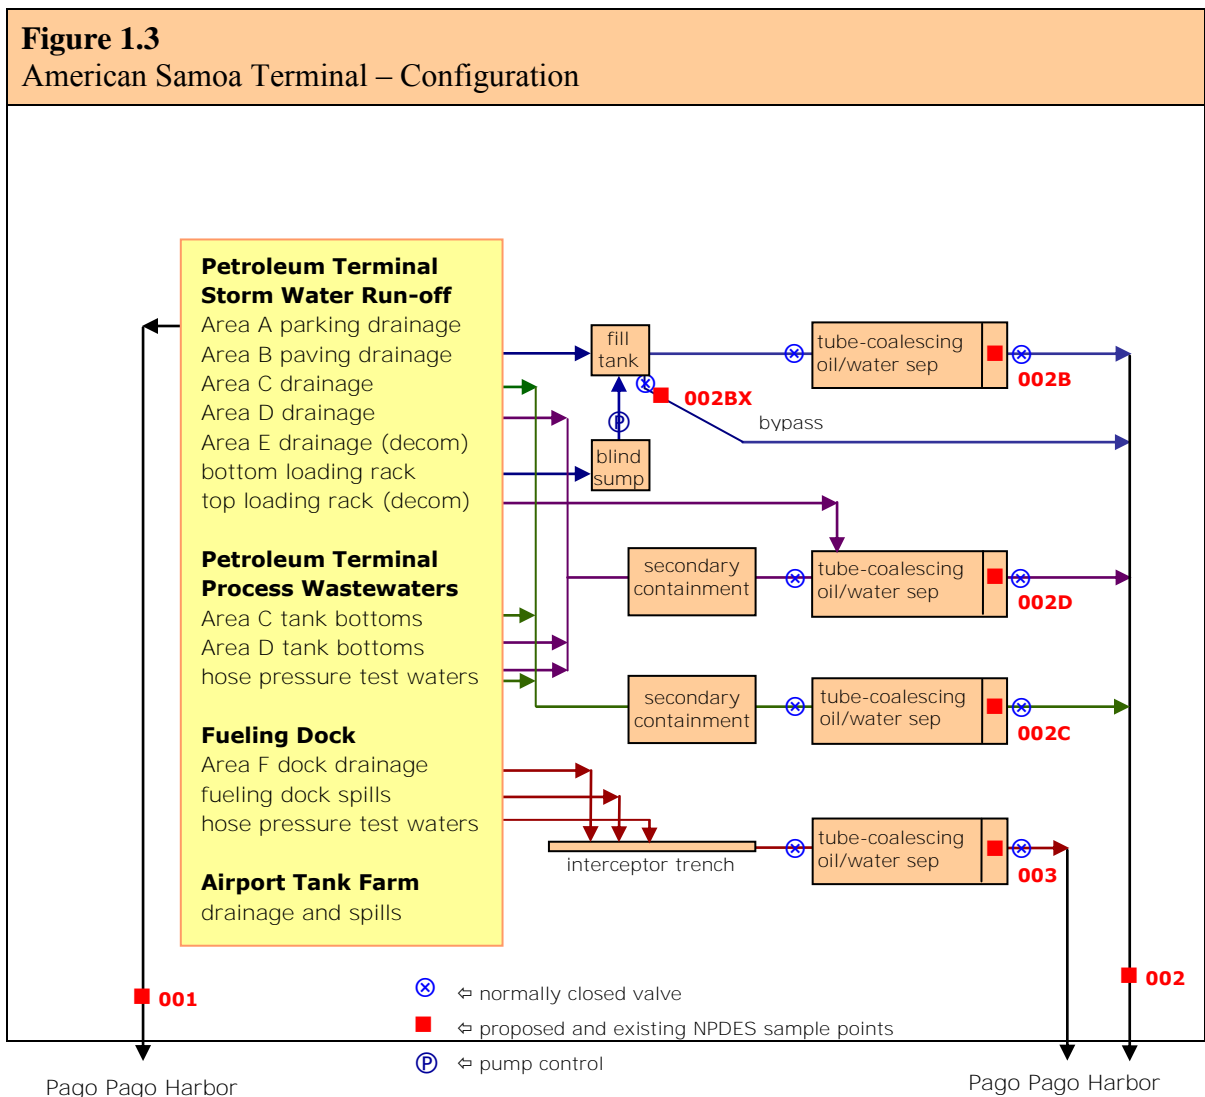 Figure 1.3
American Samoa Terminal – Configuration
Petroleum Terminal
Storm Water Run-off
Area A parking drainage
Area B paving drainage
Area C drainage
Area D drainage
Area E drainage (decom)
bottom loading rack
top loading rack (decom)
Petroleum Terminal
Process Wastewaters
Area C tank bottoms
Area D tank bottoms
hose pressure test waters
Fueling Dock
Area F dock drainage
fueling dock spills
hose pressure test waters
Airport Tank Farm
drainage and spills
fill
tank
P
blind
sump
002BX
bypass
tube-coalescing
oil/water sep
002B
secondary
containment
tube-coalescing
oil/water sep
002D
secondary
containment
tube-coalescing
oil/water sep
002C
interceptor trench
tube-coalescing
oil/water sep
003
001
002
⇦ normally closed valve
⇦ proposed and existing NPDES sample points
P ⇦ pump control
Pago Pago Harbor
Pago Pago Harbor